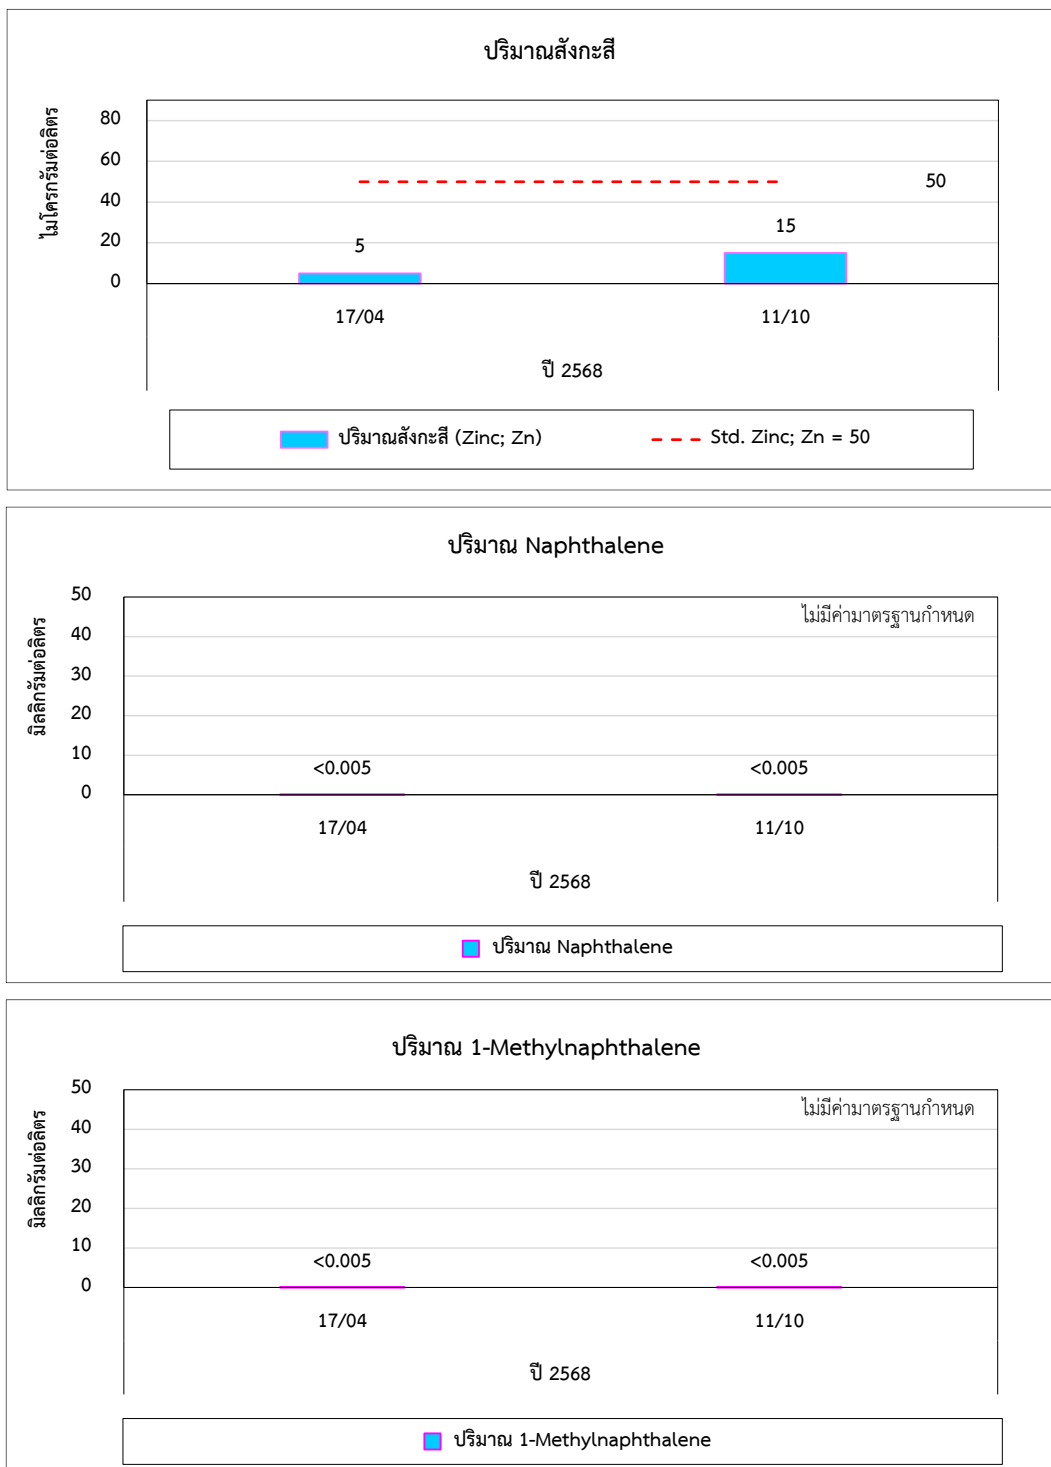 ปริมาณสังกะสี
ไมโครกรัมต่อลิตร
80
60
40
20
0
50
5
15
17/04
11/10
ปี 2568
ปริมาณสังกะสี (Zinc; Zn)
Std. Zinc; Zn = 50
ปริมาณ Naphthalene
มิลลิกรัมต่อลิตร
50
40
30
20
10
0
ไม่มีค่ามาตรฐานกำหนด
<0.005
<0.005
17/04
11/10
ปี 2568
ปริมาณ Naphthalene
ปริมาณ 1-Methylnaphthalene
มิลลิกรัมต่อลิตร
50
40
30
20
10
0
ไม่มีค่ามาตรฐานกำหนด
<0.005
<0.005
17/04
11/10
ปี 2568
ปริมาณ 1-Methylnaphthalene